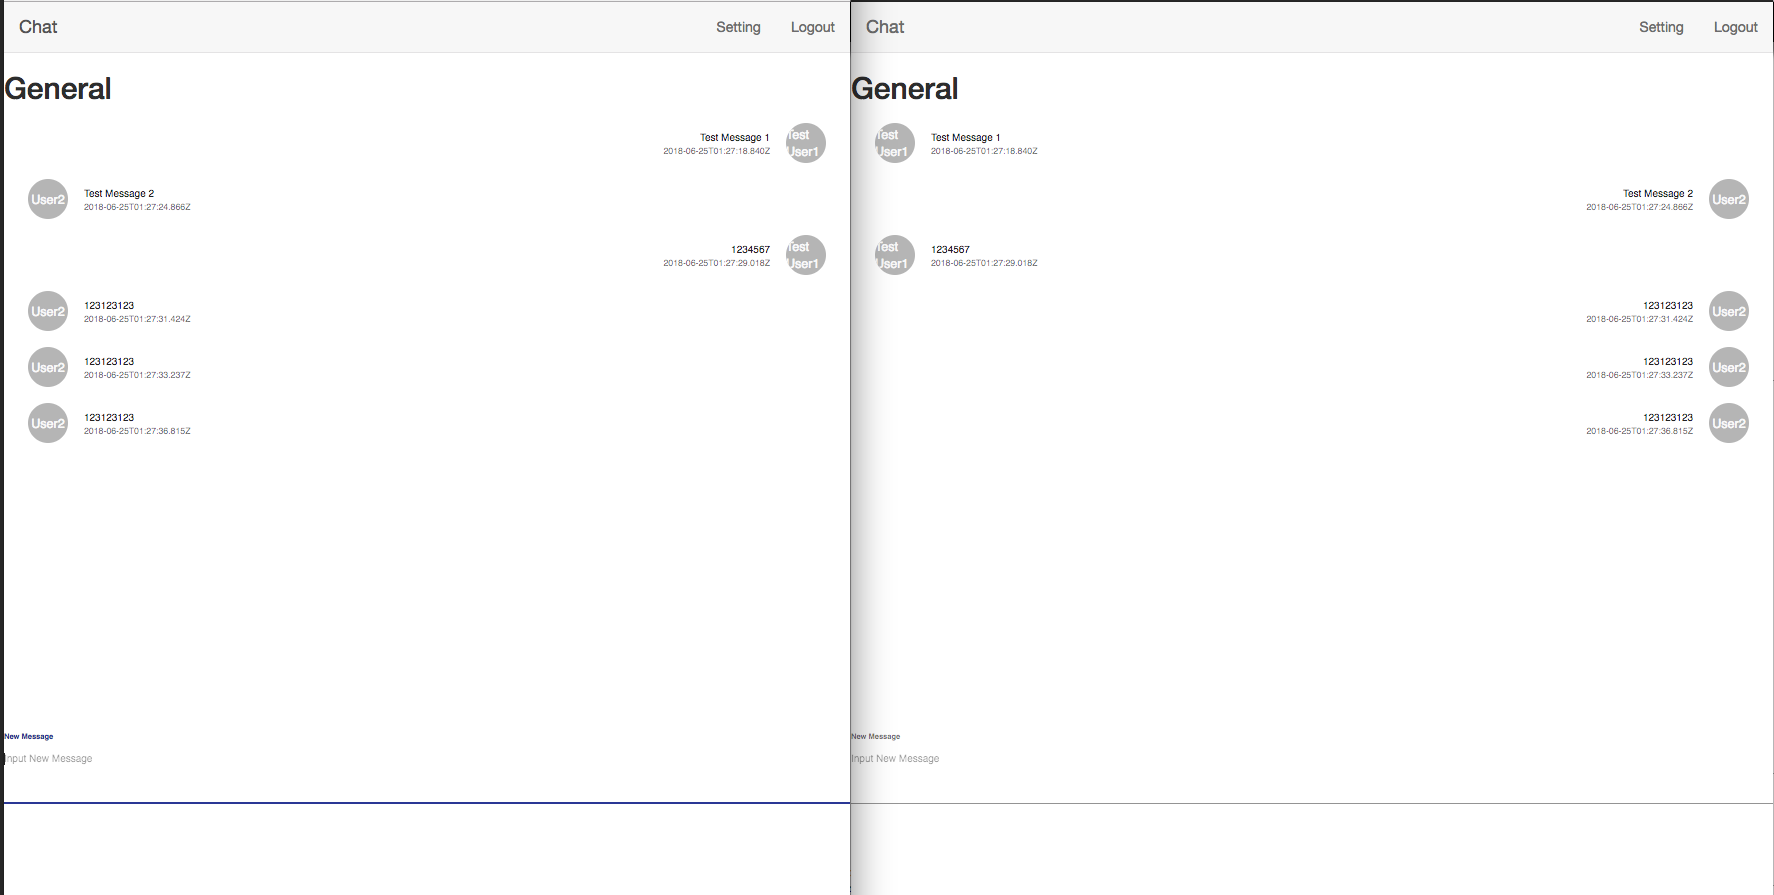 Chat Setting Logout
General
Test Message 1
2018-06-25T01:27:18.840Z
Test
User1
User2
Test Message 2
2018-06-25T01:27:24.866Z
1234567
2018-06-25T01:27:29.018Z
Test
User1
User2
123123123
2018-06-25T01:27:31.424Z
User2
123123123
2018-06-25T01:27:33.237Z
User2
123123123
2018-06-25T01:27:36.815Z
New Message
Input New Message
Chat Setting Logout
General
Test
User1
Test Message 1
2018-06-25T01:27:18.840Z
Test Message 2
2018-06-25T01:27:24.866Z
User2
Test
User1
1234567
2018-06-25T01:27:29.018Z
123123123
2018-06-25T01:27:31.424Z
User2
123123123
2018-06-25T01:27:33.237Z
User2
123123123
2018-06-25T01:27:36.815Z
User2
New Message
Input New Message